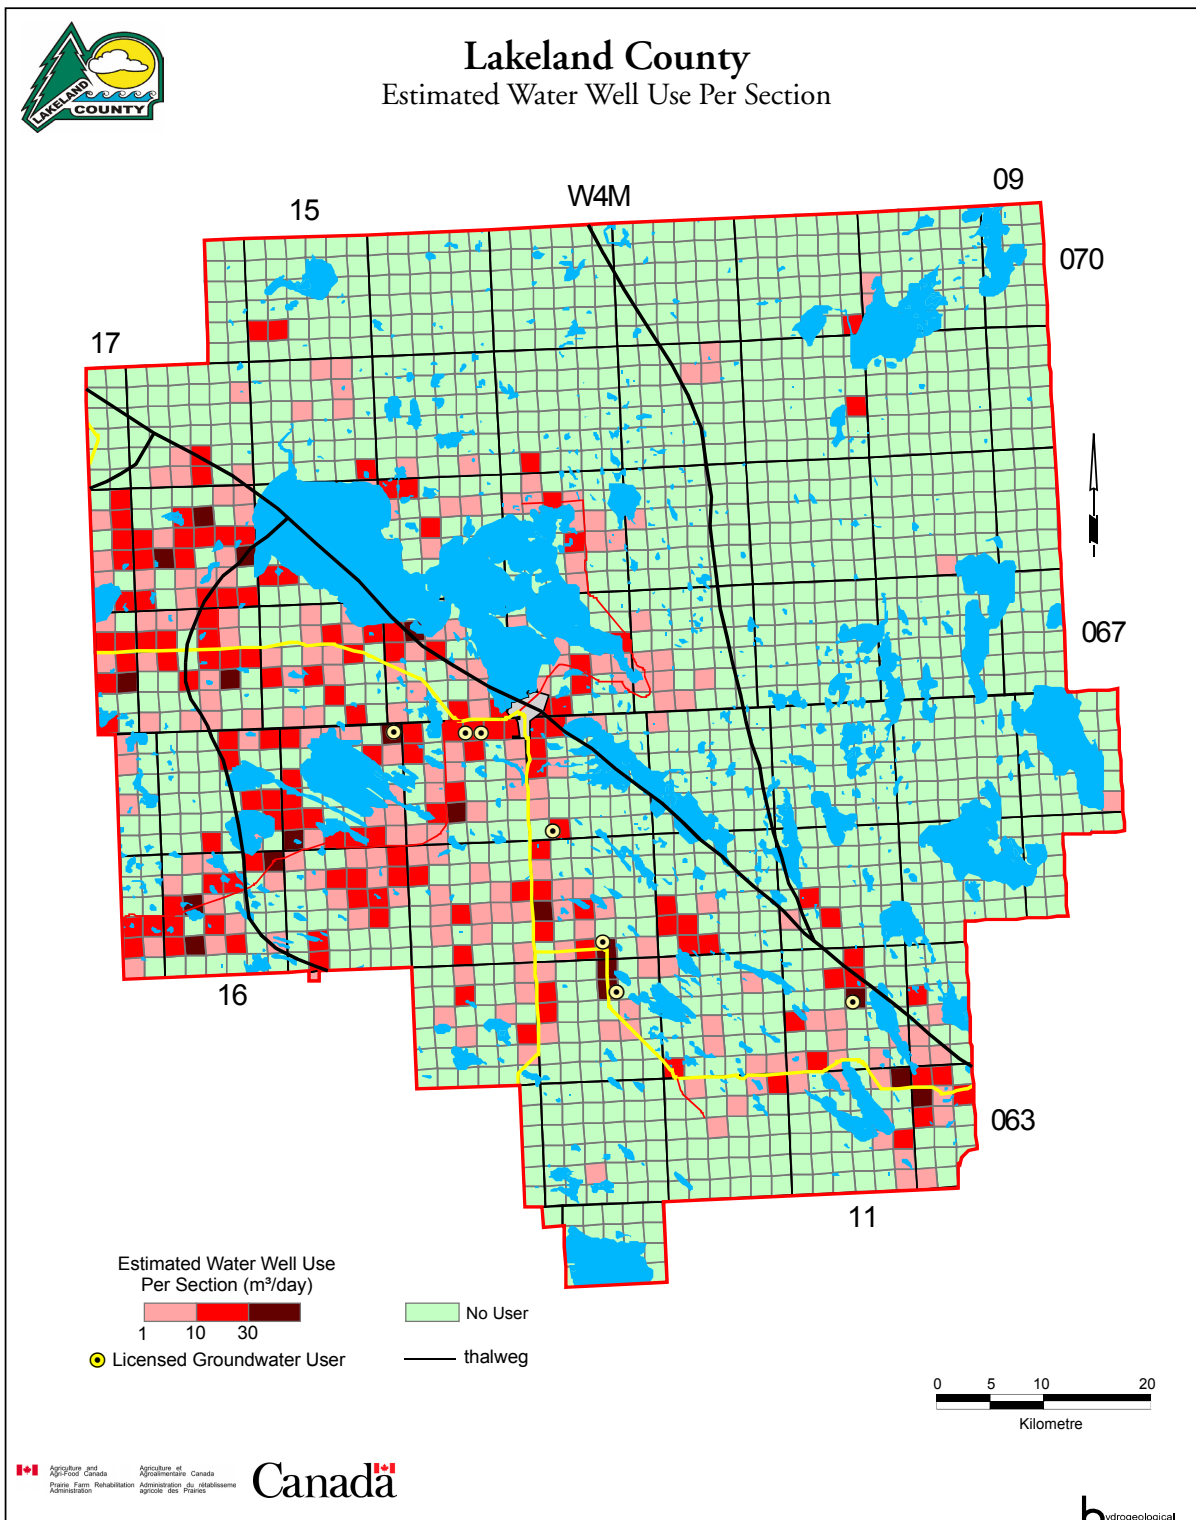 LAKELAND
COUNTY
Lakeland County
Estimated Water Well Use Per Section
09
W4M
15
070
17
067
16
063
11
Estimated Water Well Use
Per Section (m³/day)
1 10 30
No User
Licensed Groundwater User
thalweg
0 5 10 20
Kilometre
Agriculture and
Agri-Food Canada
Prairie Farm Rehabilitation
Administration
Agriculture et
Agroalimentaire Canada
Administration du rétablisseme
agricole des Prairies
Canada
hydrogeological